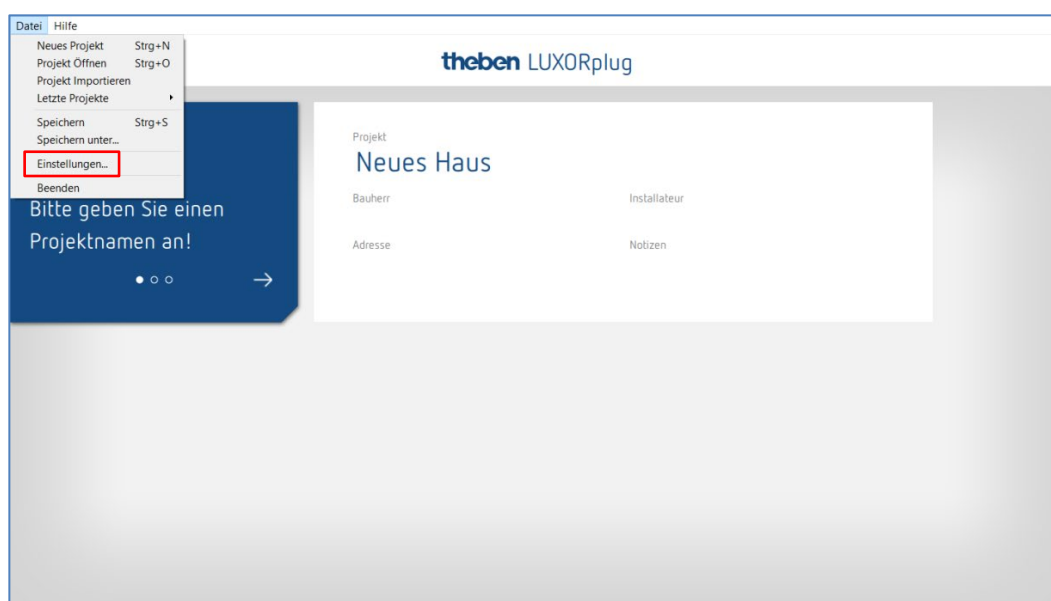 Datei Hilfe
Neues Projekt Strg+N
Projekt Öffnen Strg+O
Projekt Importieren
Letzte Projekte
Speichern Strg+S
Speichern unter...
Einstellungen...
Beenden
theben LUXORplug
Bitte geben Sie einen
Projektnamen an!
Projekt
Neues Haus
Bauherr Installateur
Adresse Notizen